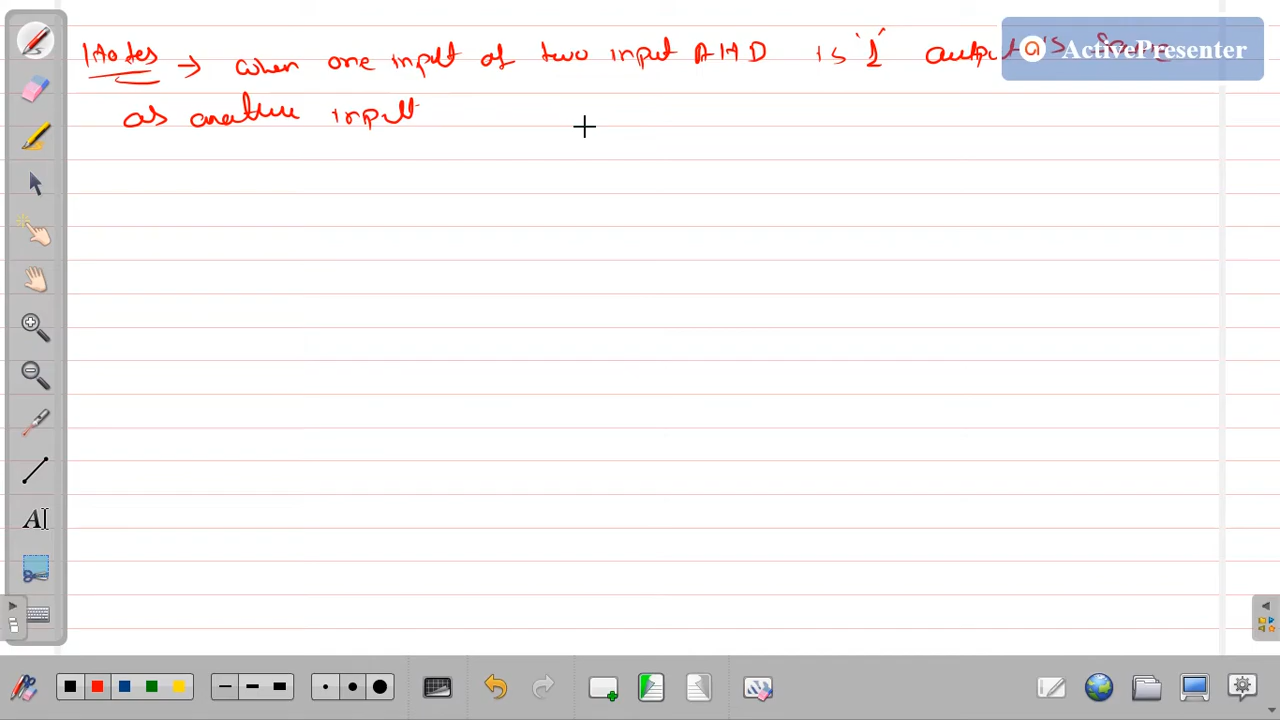 Notes → when one input of two input AND is '1' output is same
as another input
ActivePresenter